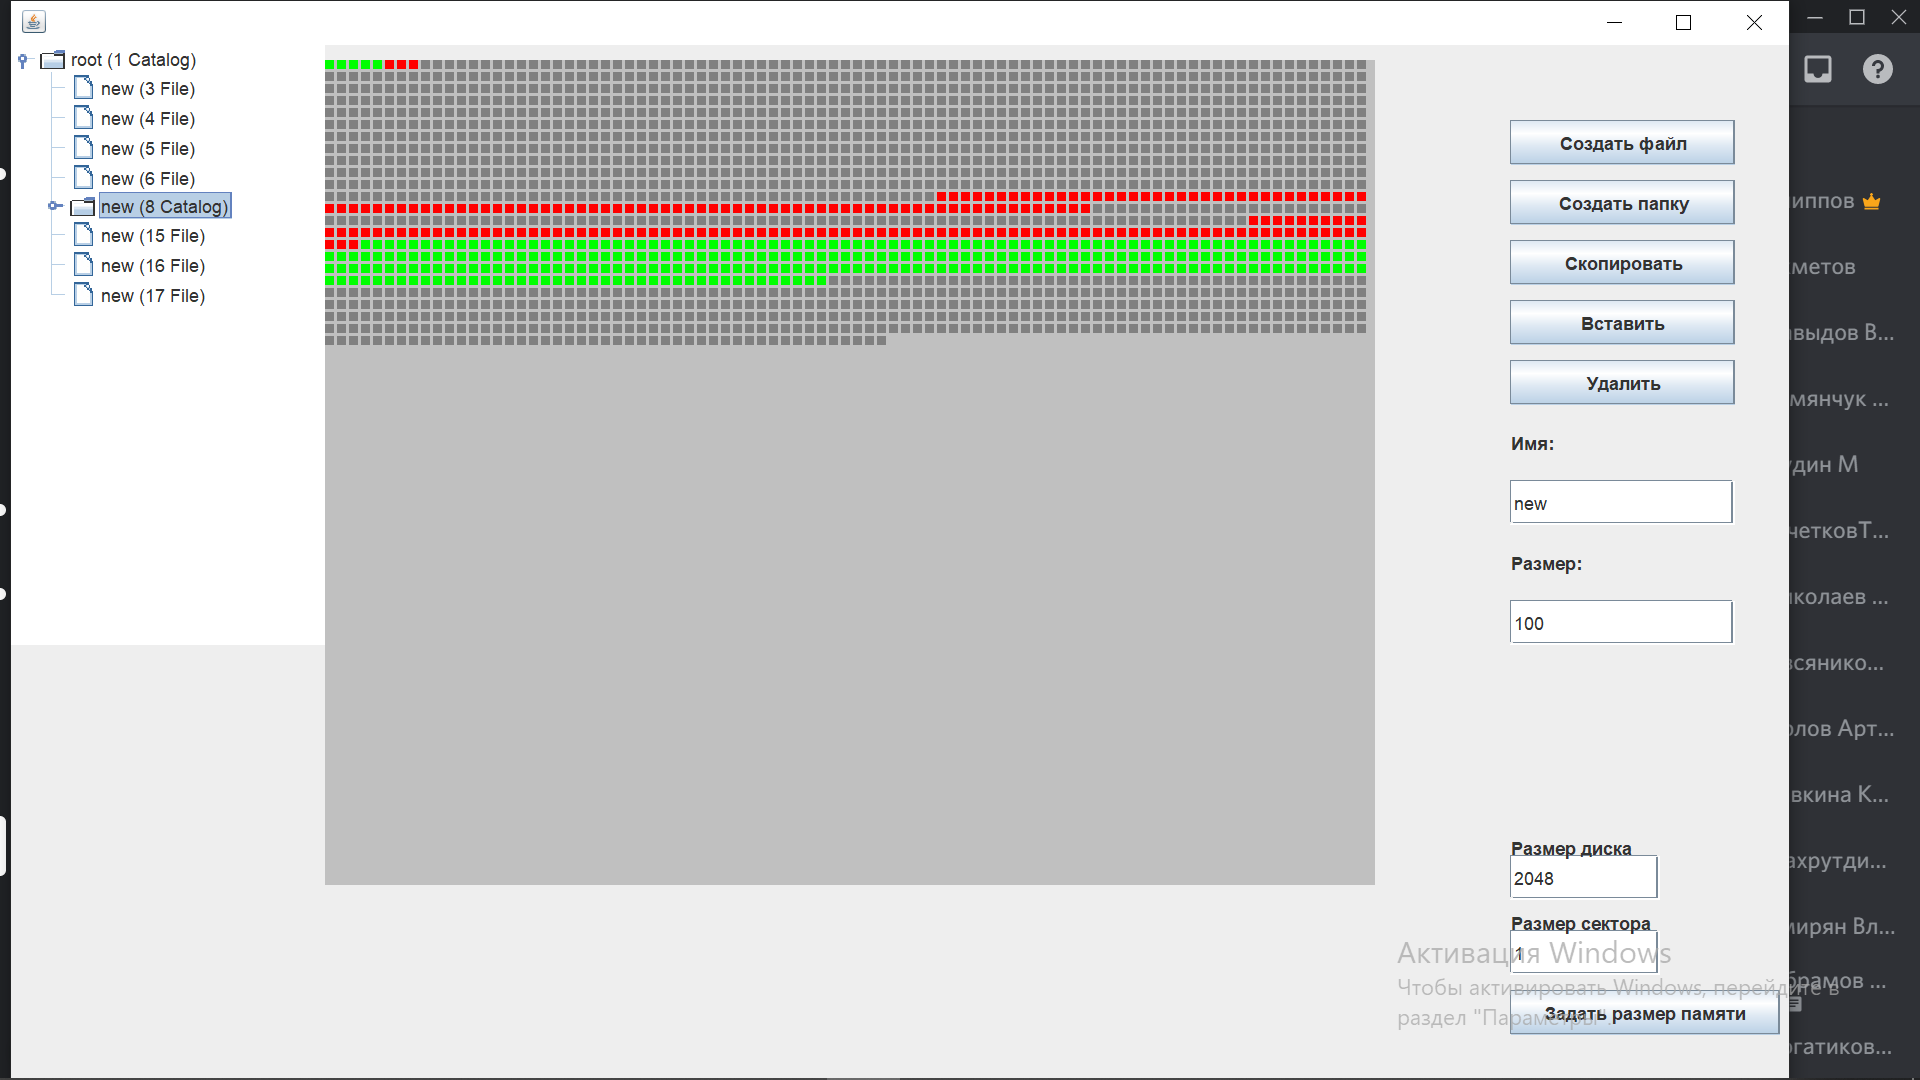 root (1 Catalog)
new (3 File)
new (4 File)
new (5 File)
new (6 File)
new (8 Catalog)
new (15 File)
new (16 File)
new (17 File)
Создать файл
Создать папку
Скопировать
Вставить
Удалить
Имя:
new
Размер:
100
Размер диска
2048
Размер сектора
1
Задать размер памяти
Активация Windows
Чтобы активировать Windows, перейдите в
раздел "Параметры".
иппов
метов
выдов В...
мянчук ...
дин М
четковТ...
колаев ...
сянико...
лов Арт...
вкина К...
ахрутди...
мирян Вл...
брамов ...
гатиков...